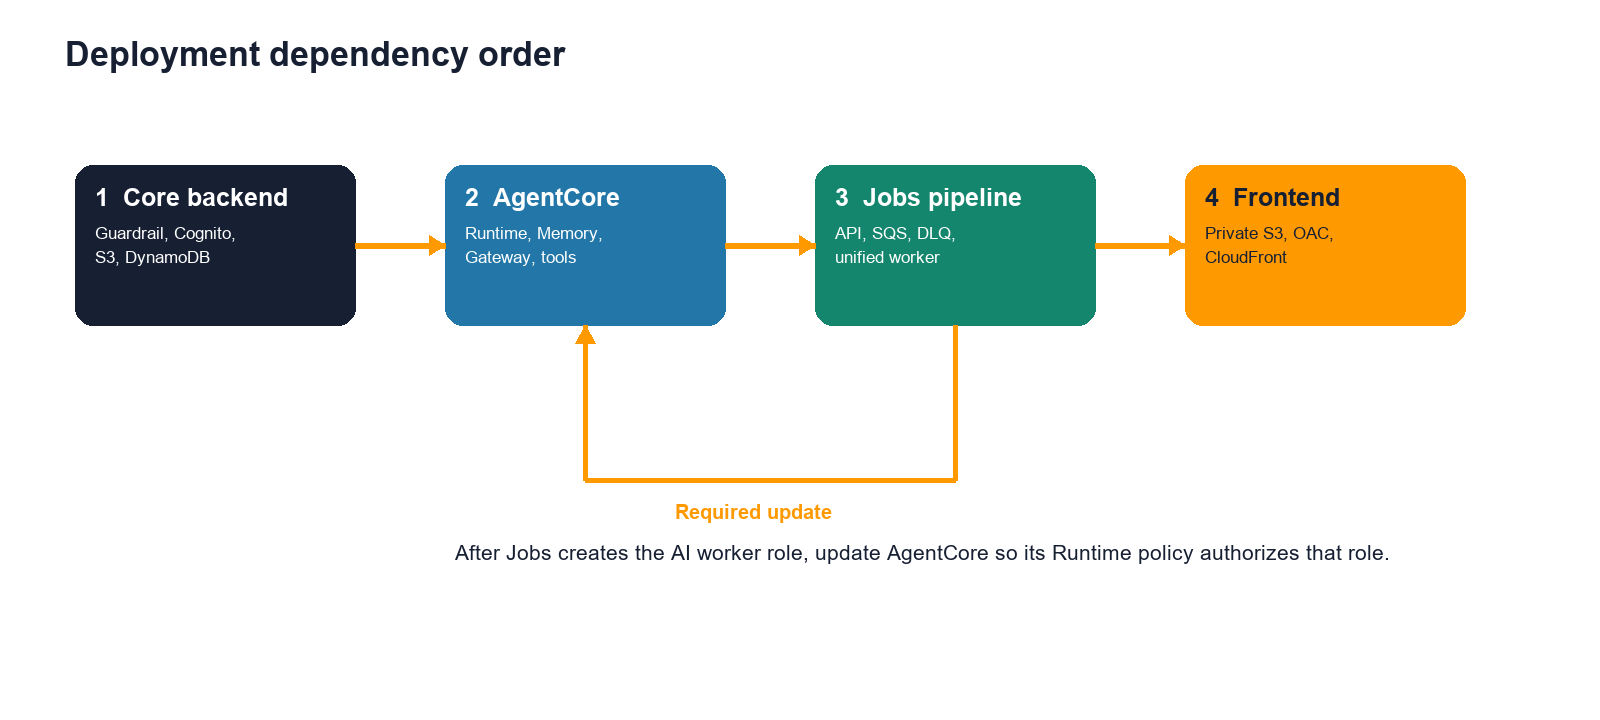 Deployment dependency order
1 Core backend
Guardrail, Cognito,
S3, DynamoDB
2 AgentCore
Runtime, Memory,
Gateway, tools
3 Jobs pipeline
API, SQS, DLQ,
unified worker
4 Frontend
Private S3, OAC,
CloudFront
Required update
After Jobs creates the AI worker role, update AgentCore so its Runtime policy authorizes that role.